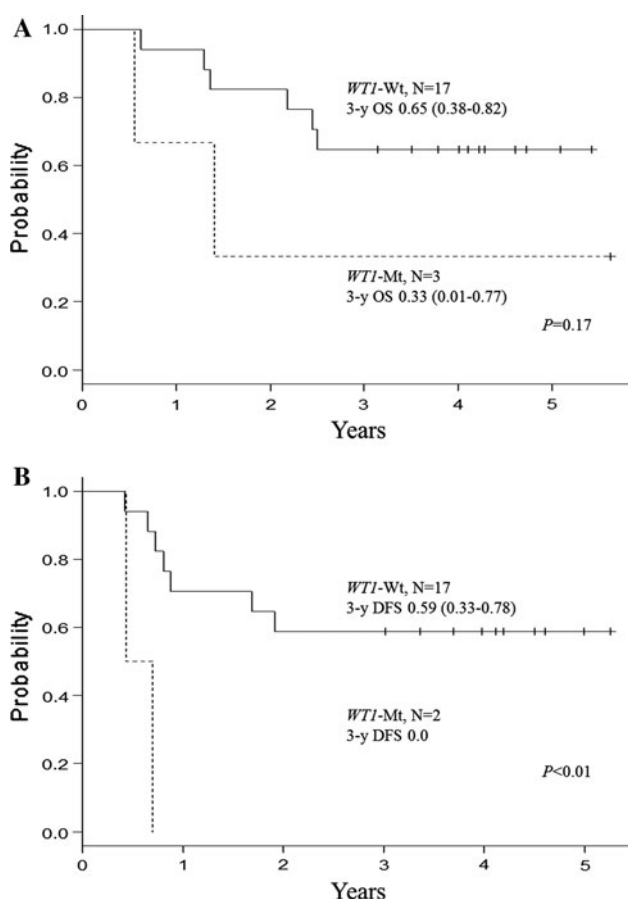 A
1.0
0.8
0.6
0.4
0.2
0.0
Probability
WT1-Wt, N=17
3-y OS 0.65 (0.38-0.82)
WT1-Mt, N=3
3-y OS 0.33 (0.01-0.77)
P=0.17
0 1 2 3 4 5
Years
B
1.0
0.8
0.6
0.4
0.2
0.0
Probability
WT1-Wt, N=17
3-y DFS 0.59 (0.33-0.78)
WT1-Mt, N=2
3-y DFS 0.0
P<0.01
0 1 2 3 4 5
Years